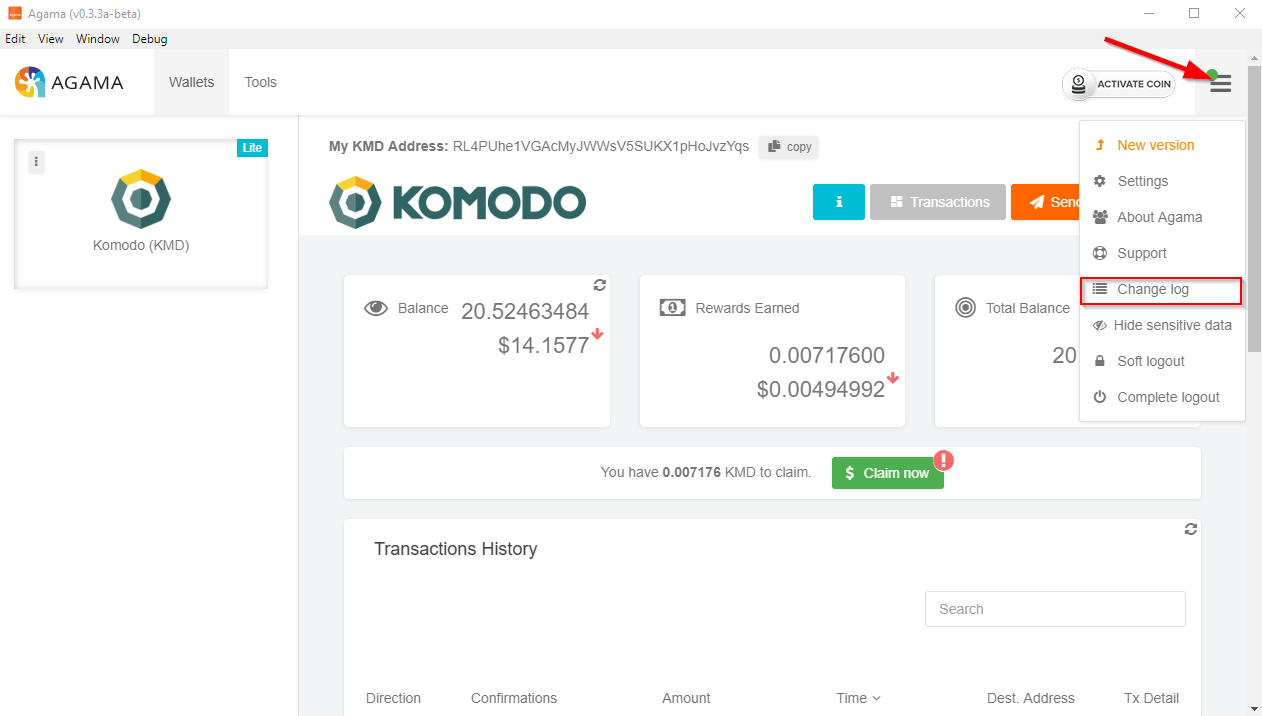 Agama (v0.3.3a-beta)
Edit View Window Debug
AGAMA Wallets Tools ACTIVATE COIN
Lite
Komodo (KMD)
My KMD Address: RL4PUhe1VGAcMyJWWsV5SUKX1pHoJvzYqs copy
KOMODO
i Transactions Send
New version
Settings
About Agama
Support
Change log
Hide sensitive data
Soft logout
Complete logout
Balance 20.52463484
$14.1577
Rewards Earned
0.00717600
$0.00494992
Total Balance
20
You have 0.007176 KMD to claim. $ Claim now !
Transactions History
Search
Direction Confirmations Amount Time Dest. Address Tx Detail